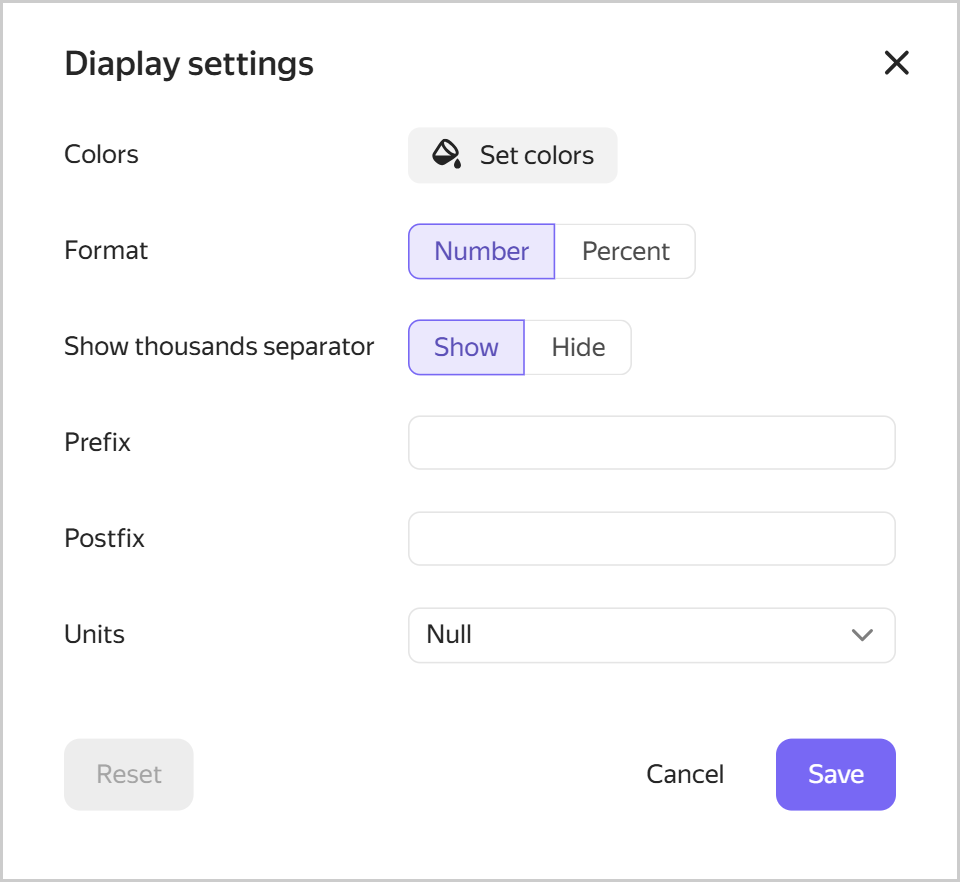 Diaplay settings
Colors
Set colors
Format
Number
Percent
Show thousands separator
Show
Hide
Prefix
Postfix
Units
Null
Reset
Cancel
Save